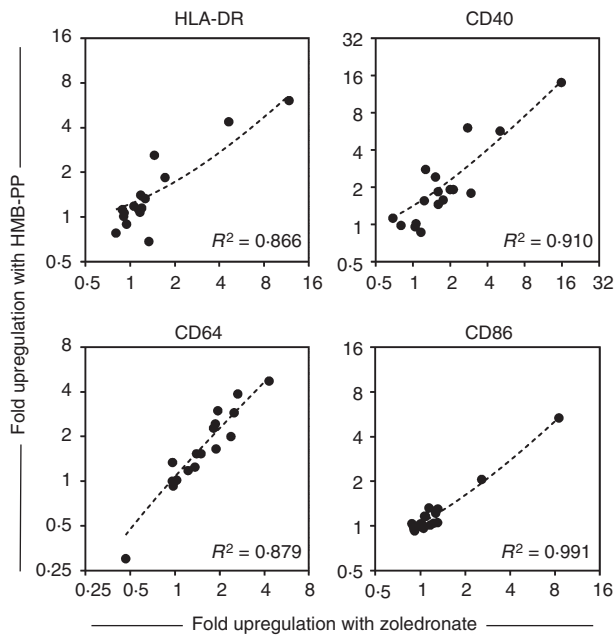 HLA-DR
CD40
16
8
4
2
1
0·5
0·5 1 2 4 8 16
R² = 0·866
32
16
8
4
2
1
0·5
0·5 1 2 4 8 16 32
R² = 0·910
CD64
CD86
8
4
2
1
0·5
0·25
0·25 0·5 1 2 4 8
R² = 0·879
16
8
4
2
1
0·5
0·5 1 2 4 8 16
R² = 0·991
Fold upregulation with HMB-PP
Fold upregulation with zoledronate